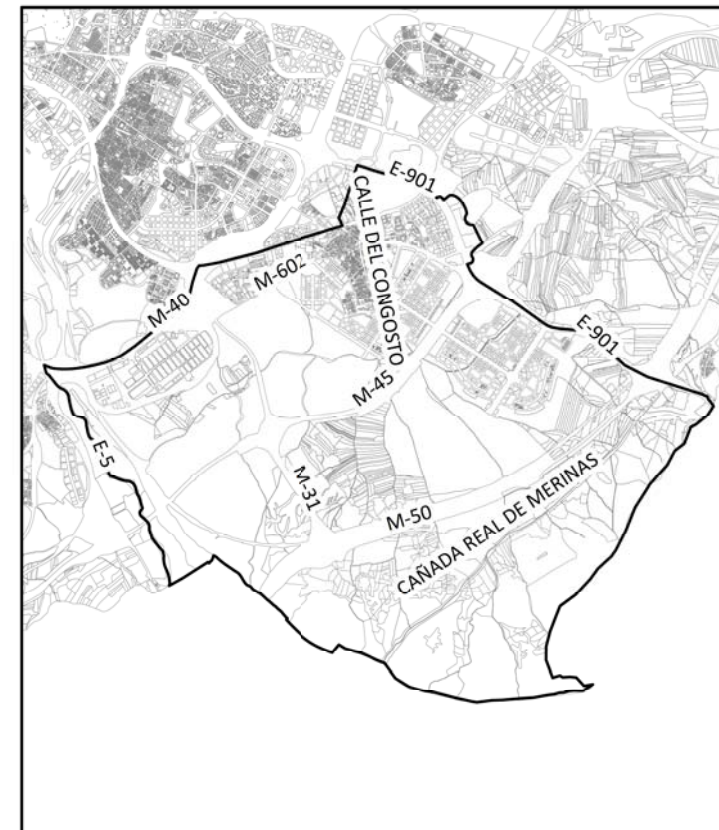 E-901
CALLE DEL CONGOSTO
M-602
M-40
E-901
M-45
E-5
M-31
M-50
CAÑADA REAL DE MERINAS